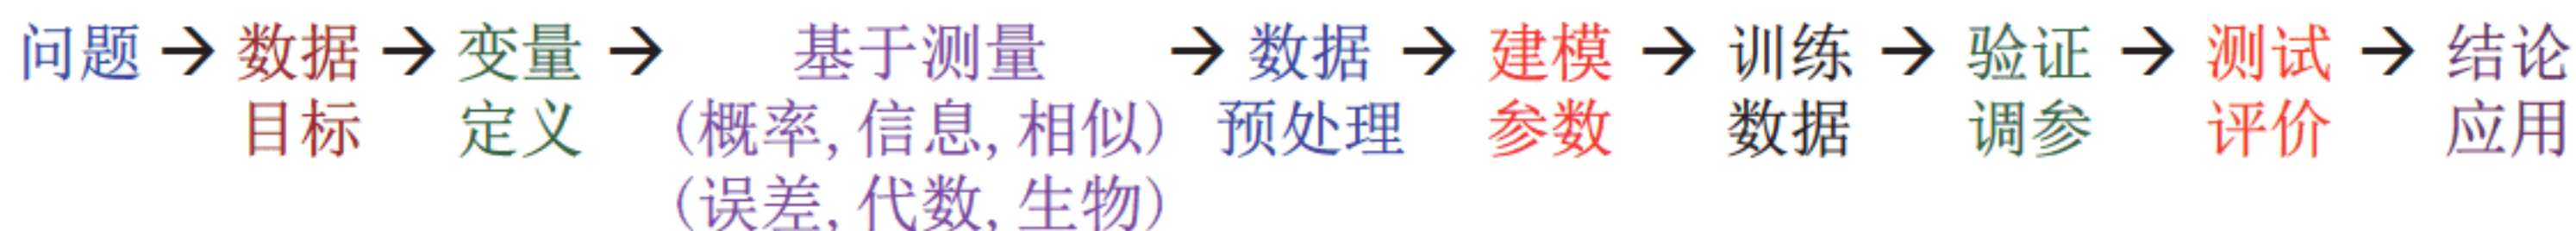 问题 → 数据 → 变量 → 基于测量 → 数据 → 建模 → 训练 → 验证 → 测试 → 结论
目标 定义 (概率, 信息, 相似) 预处理 参数 数据 调参 评价 应用
(误差, 代数, 生物)